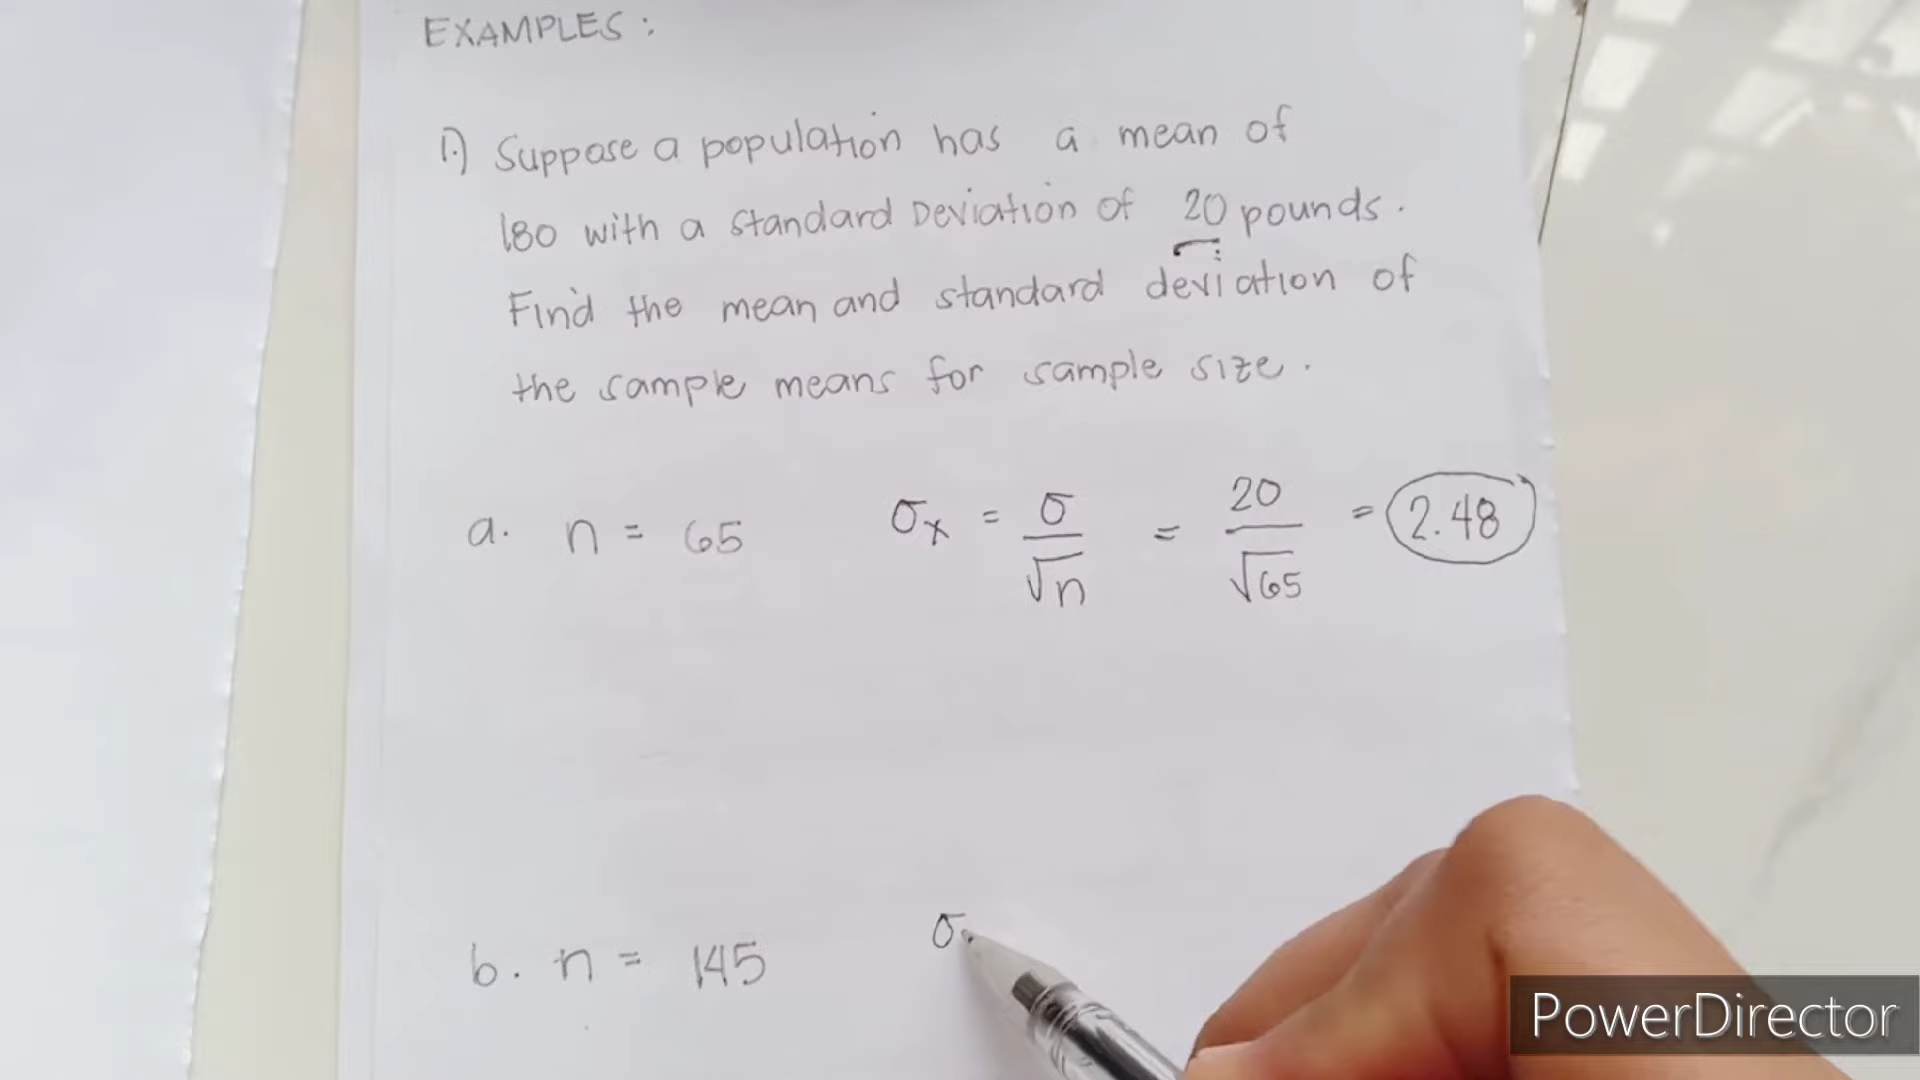 EXAMPLES:
1.) Suppose a population has a mean of
180 with a standard Deviation of 20 pounds.
Find the mean and standard deviation of
the sample means for sample size.
a. n = 65 σx = σ/√n = 20/√65 = 2.48
b. n = 145 σ
PowerDirector